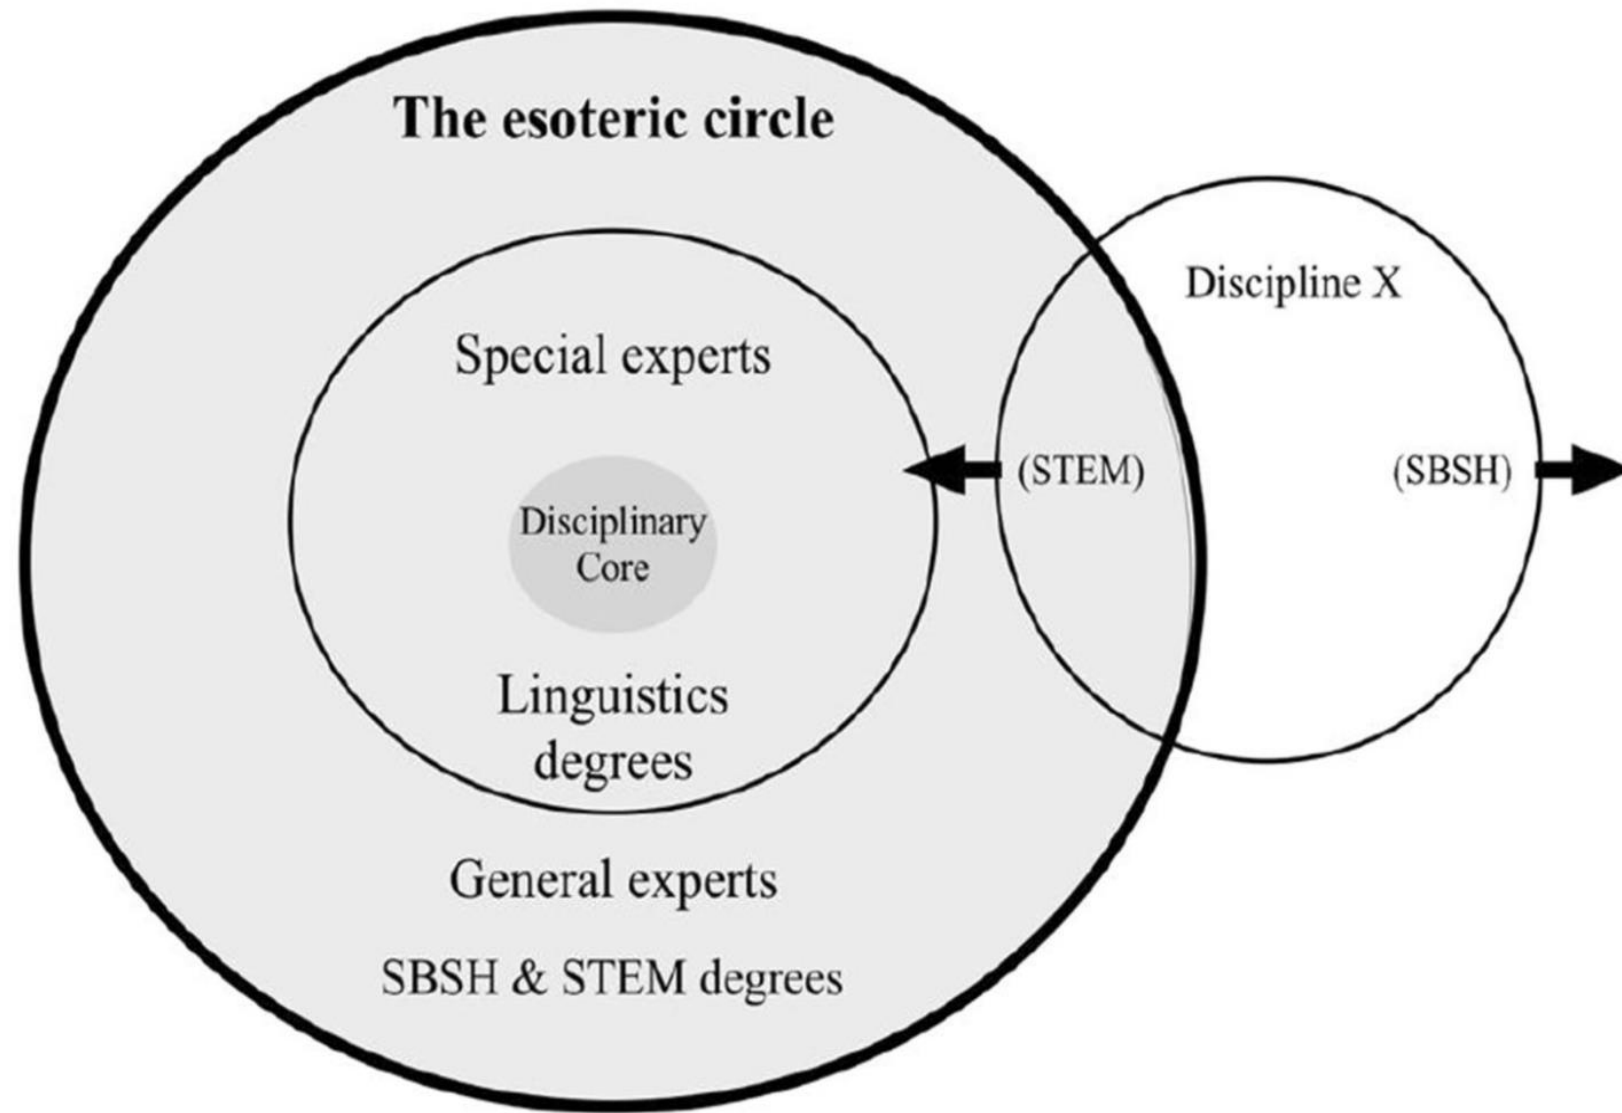 The esoteric circle
Discipline X
Special experts
(STEM)
(SBSH)
Disciplinary
Core
Linguistics
degrees
General experts
SBSH & STEM degrees